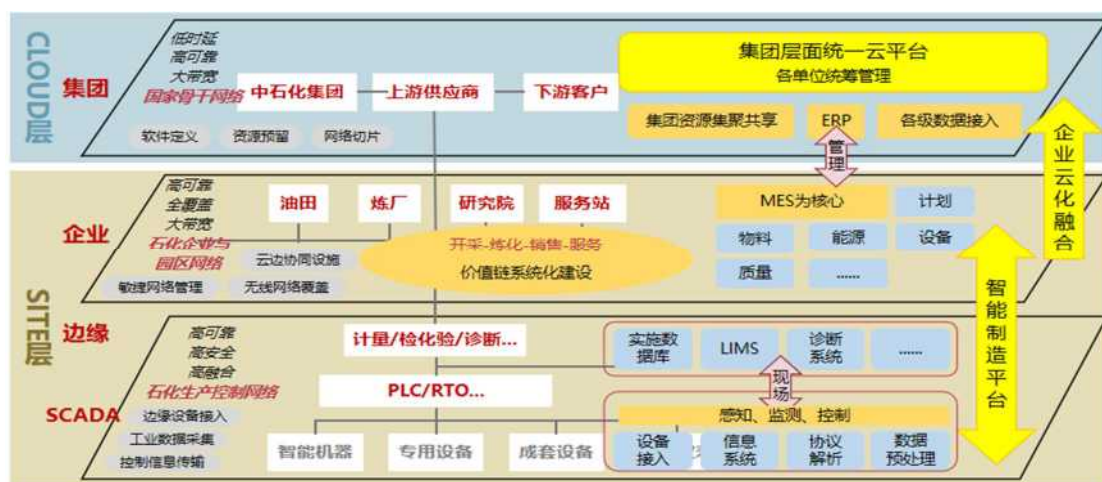 CLOUD层
集团
低时延
高可靠
大带宽
国家骨干网络
软件定义
资源预留
网络切片
中石化集团
上游供应商
下游客户
集团层面统一云平台
各单位统筹管理
集团资源集聚共享
ERP
各级数据接入
管理
企业云化融合
SITE层
企业
高可靠
全覆盖
大带宽
石化企业与
园区网络
云边协同设施
敏捷网络管理
无线网络覆盖
油田
炼厂
研究院
服务站
开采-炼化-销售-服务
价值链系统化建设
MES为核心
计划
物料
能源
设备
质量
......
智能制造平台
边缘
SCADA
高可靠
高安全
高融合
石化生产控制网络
边缘设备接入
工业数据采集
控制信息传输
计量/检化验/诊断...
PLC/RTO...
智能机器
专用设备
成套设备
实施数
据库
LIMS
诊断
系统
......
现场
感知、监测、控制
设备
接入
信息
系统
协议
解析
数据
预处理